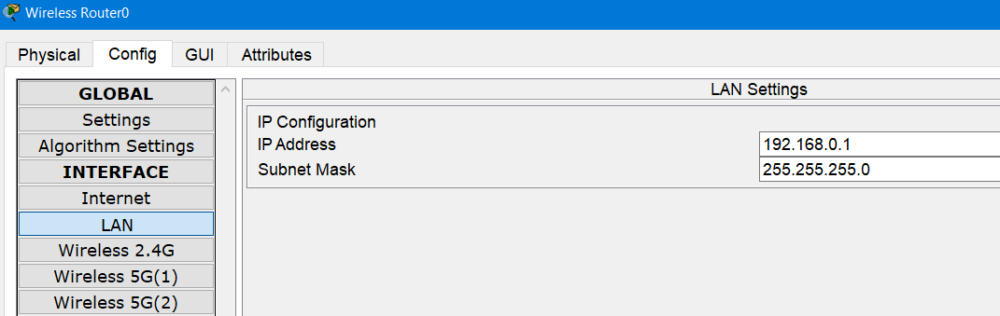 Wireless Router0
Physical Config GUI Attributes
GLOBAL
Settings
Algorithm Settings
INTERFACE
Internet
LAN
Wireless 2.4G
Wireless 5G(1)
Wireless 5G(2)
LAN Settings
IP Configuration
IP Address 192.168.0.1
Subnet Mask 255.255.255.0